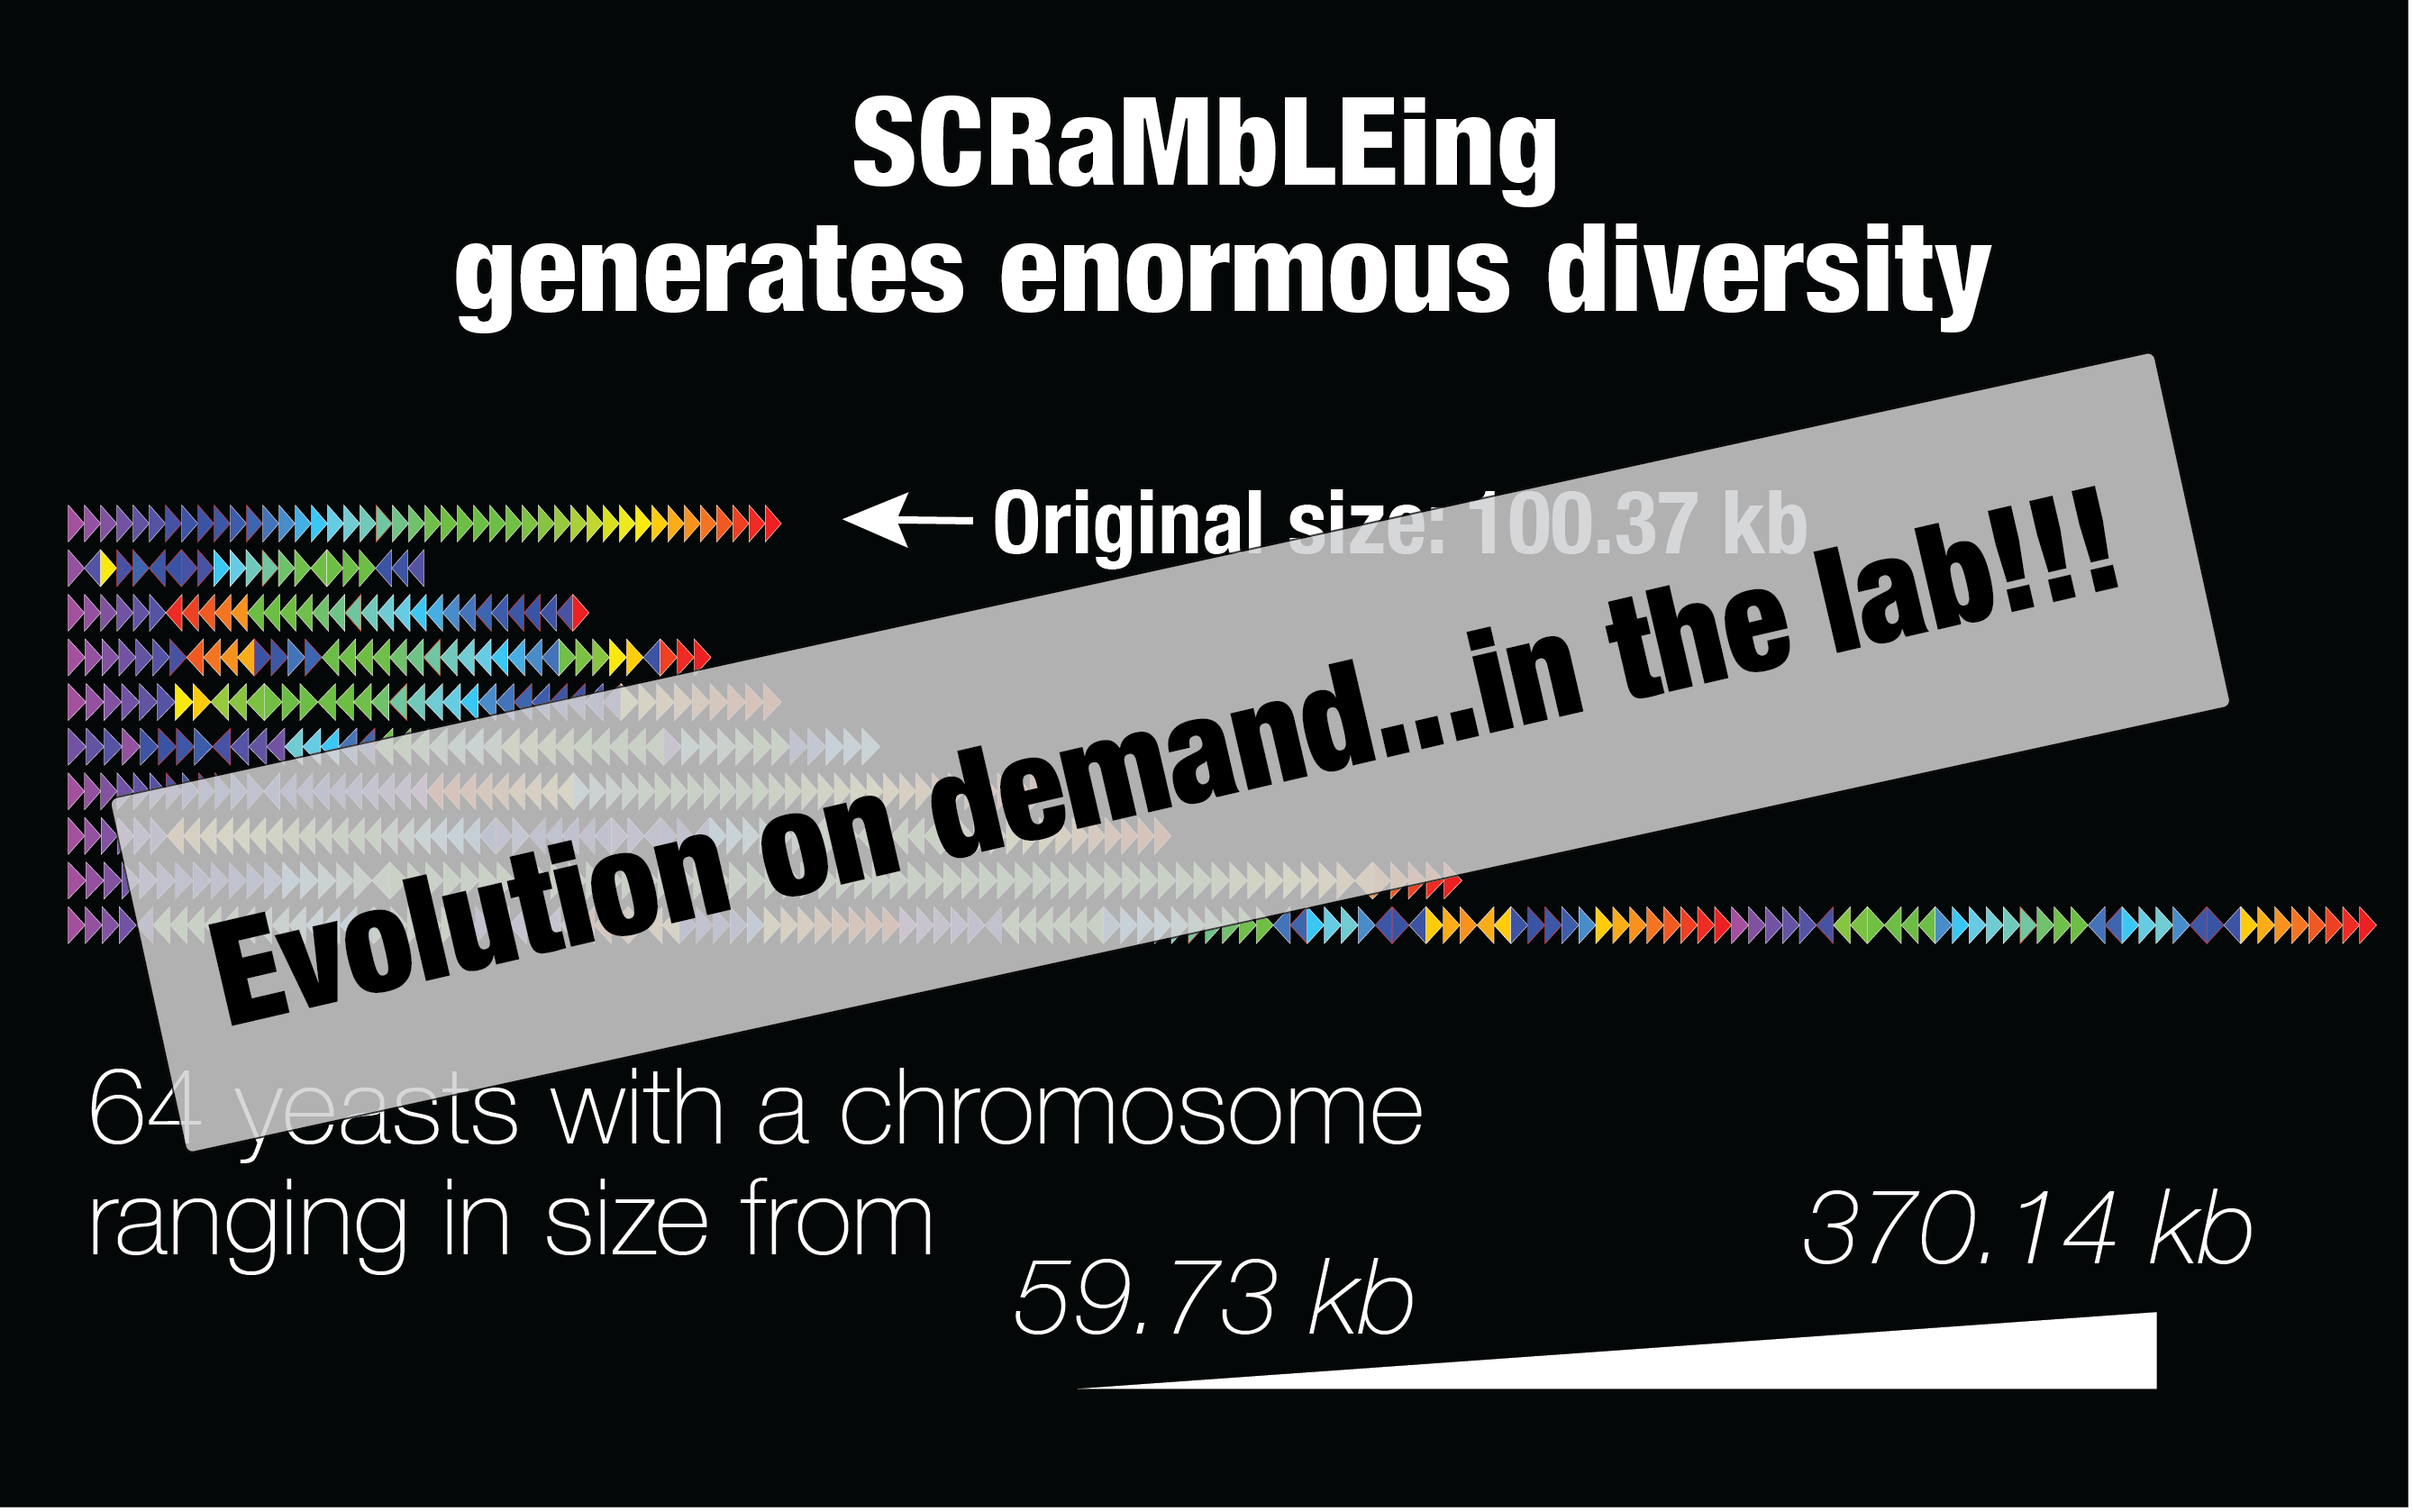 SCRaMbLEing
generates enormous diversity
Original size: 100.37 kb
Evolution on demand...in the lab!!!
64 yeasts with a chromosome
ranging in size from
59.73 kb
370.14 kb